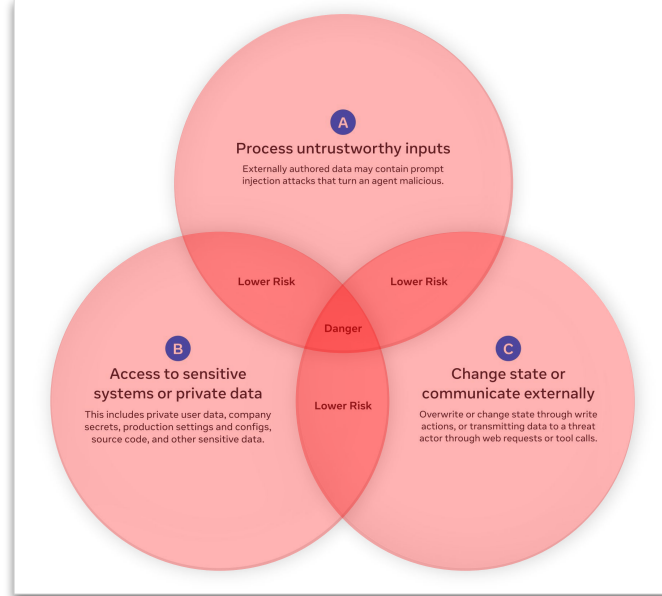 A
Process untrustworthy inputs
Externally authored data may contain prompt
injection attacks that turn an agent malicious.
Lower Risk
Lower Risk
Danger
B
Access to sensitive
systems or private data
This includes private user data, company
secrets, production settings and configs,
source code, and other sensitive data.
Lower Risk
C
Change state or
communicate externally
Overwrite or change state through write
actions, or transmitting data to a threat
actor through web requests or tool calls.